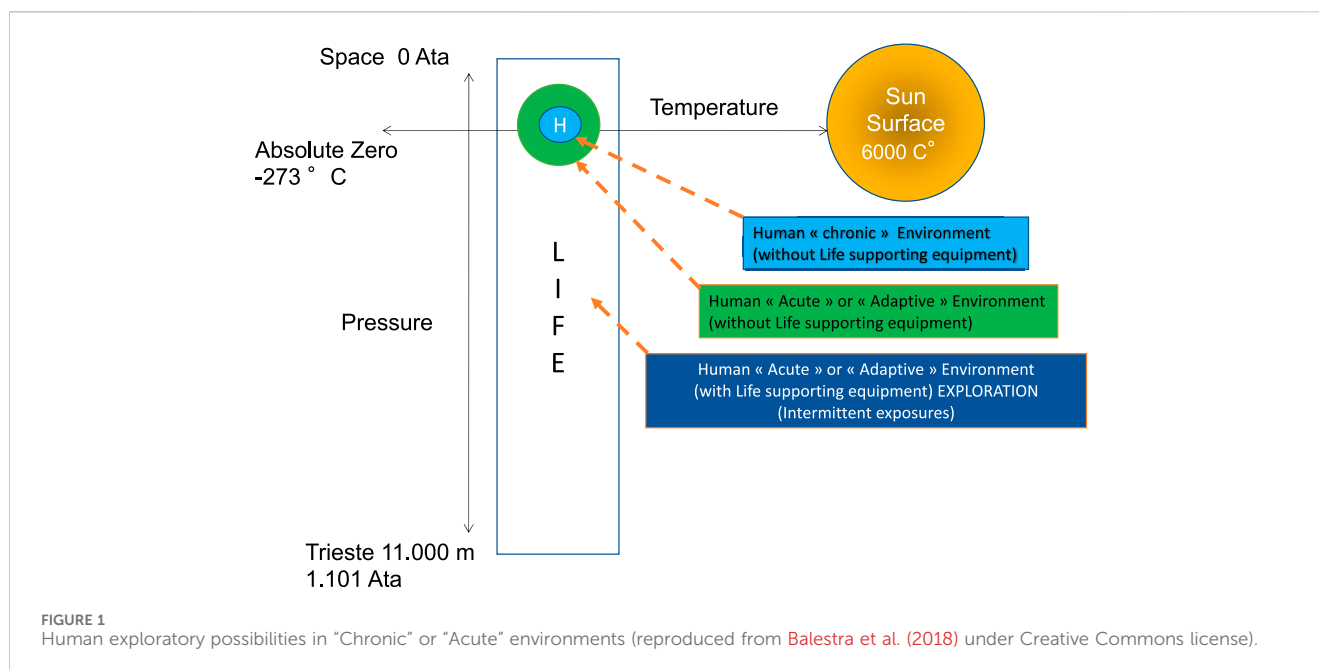 Space 0 Ata
Temperature
Sun
Surface
6000 C°
H
Absolute Zero
-273 ° C
Human « chronic » Environment
(without Life supporting equipment)
L
I
F
E
Human « Acute » or « Adaptive » Environment
(without Life supporting equipment)
Pressure
Human « Acute » or « Adaptive » Environment
(with Life supporting equipment) EXPLORATION
(Intermittent exposures)
Trieste 11.000 m
1.101 Ata
FIGURE 1
Human exploratory possibilities in “Chronic” or “Acute” environments (reproduced from Balestra et al. (2018) under Creative Commons license).